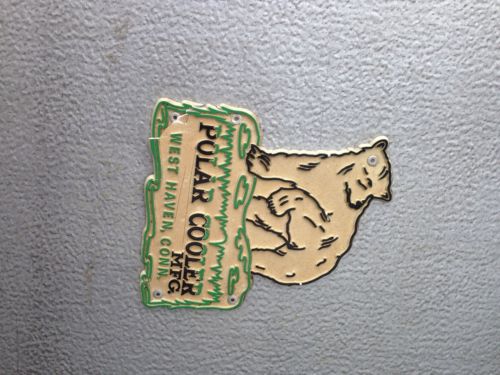 POLAR COOLER
MFG.
WEST HAVEN, CONN.